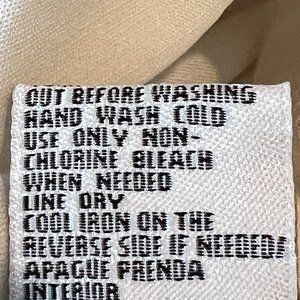 OUT BEFORE WASHING
HAND WASH COLD
USE ONLY NON-
CHLORINE BLEACH
WHEN NEEDED
LINE DRY
COOL IRON ON THE
REVERSE SIDE IF NEEDED/
APAGUE PRENDA
INTERIOR